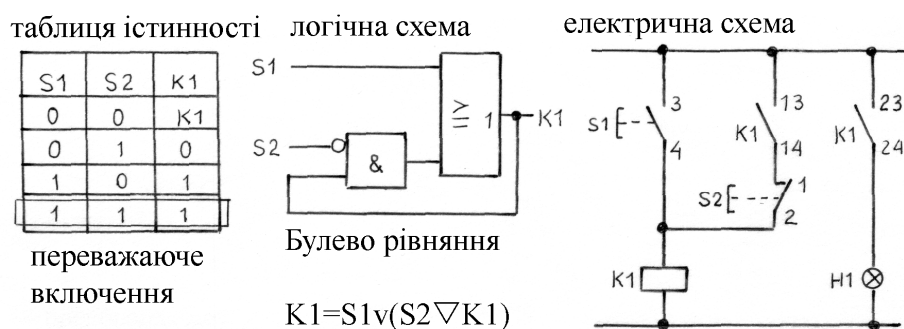 таблиця істинності
S1 S2 K1
0 0 K1
0 1 0
1 0 1
1 1 1
переважаюче
включення
логічна схема
S1
S2
&
≥1
K1
Булево рівняння
K1=S1v(S2▽K1)
електрична схема
S1
3
4
K1
13
14
S2
1
2
K1
23
24
K1
H1